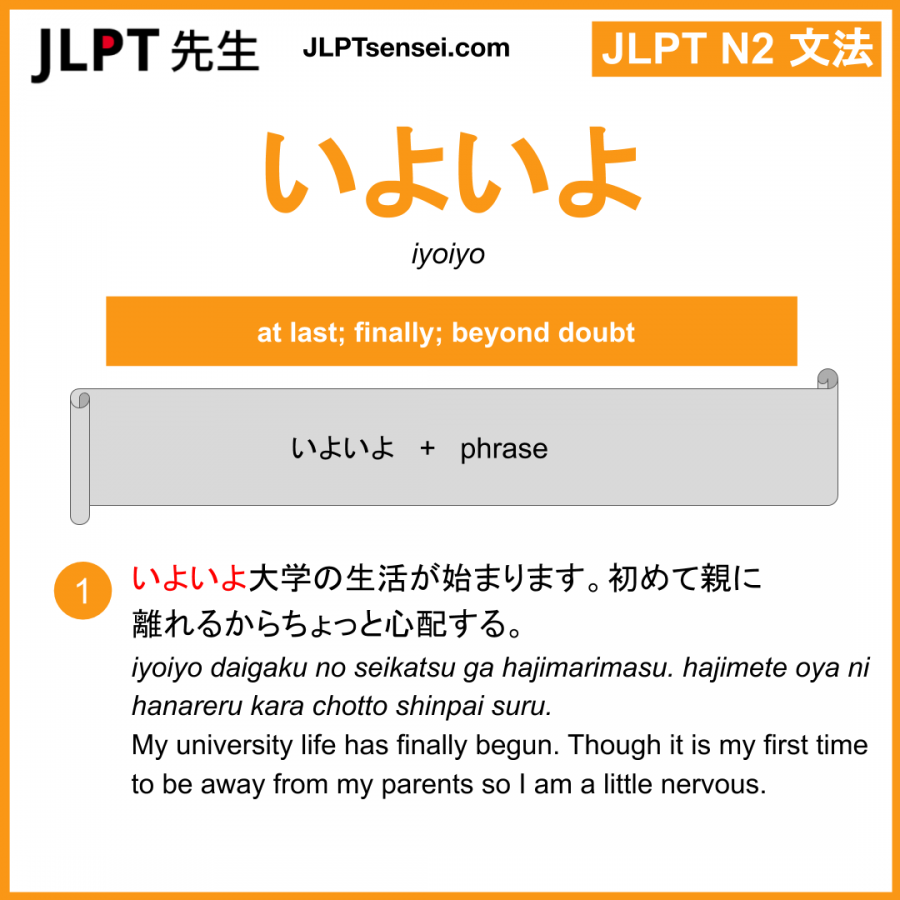 JLPT 先生
JLPTsensei.com
JLPT N2 文法
いよいよ
iyoiyo
at last; finally; beyond doubt
いよいよ + phrase
1
いよいよ大学の生活が始まります。初めて親に
離れるからちょっと心配する。
iyoiyo daigaku no seikatsu ga hajimarimasu. hajimete oya ni
hanareru kara chotto shinpai suru.
My university life has finally begun. Though it is my first time
to be away from my parents so I am a little nervous.